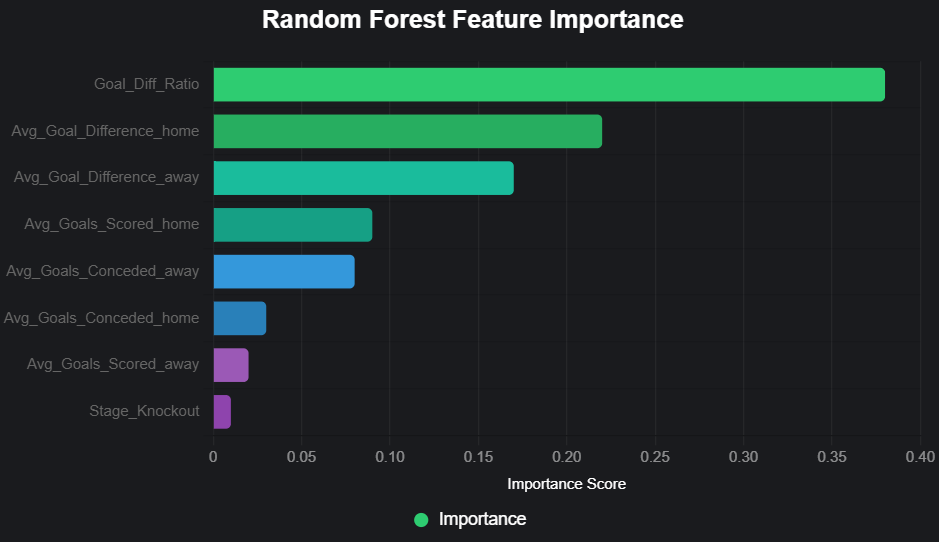 Random Forest Feature Importance
Goal_Diff_Ratio
Avg_Goal_Difference_home
Avg_Goal_Difference_away
Avg_Goals_Scored_home
Avg_Goals_Conceded_away
Avg_Goals_Conceded_home
Avg_Goals_Scored_away
Stage_Knockout
0 0.05 0.10 0.15 0.20 0.25 0.30 0.35 0.40
Importance Score
Importance